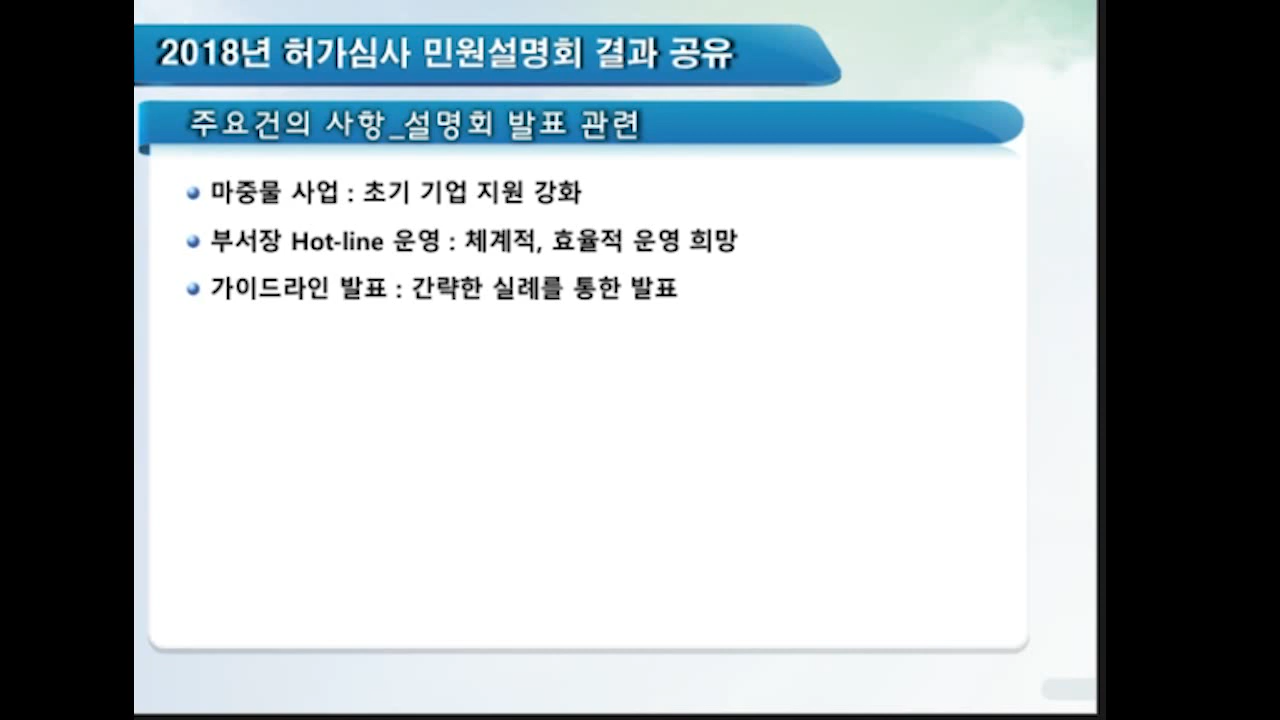 2018년 허가심사 민원설명회 결과 공유
주요건의 사항_설명회 발표 관련
마중물 사업 : 초기 기업 지원 강화
부서장 Hot-line 운영 : 체계적, 효율적 운영 희망
가이드라인 발표 : 간략한 실례를 통한 발표